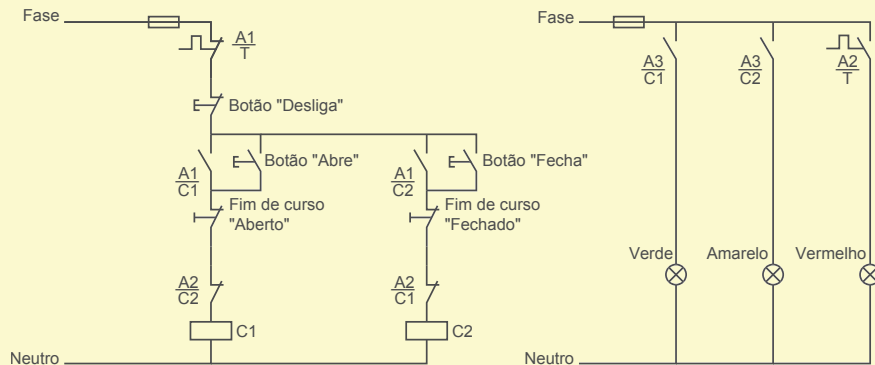 Fase
A1
T
Botão "Desliga"
A1
C1
Botão "Abre"
A1
C2
Botão "Fecha"
Fim de curso
"Aberto"
Fim de curso
"Fechado"
A2
C2
A2
C1
C1
C2
Neutro
Fase
A3
C1
A3
C2
A2
T
Verde
Amarelo
Vermelho
Neutro